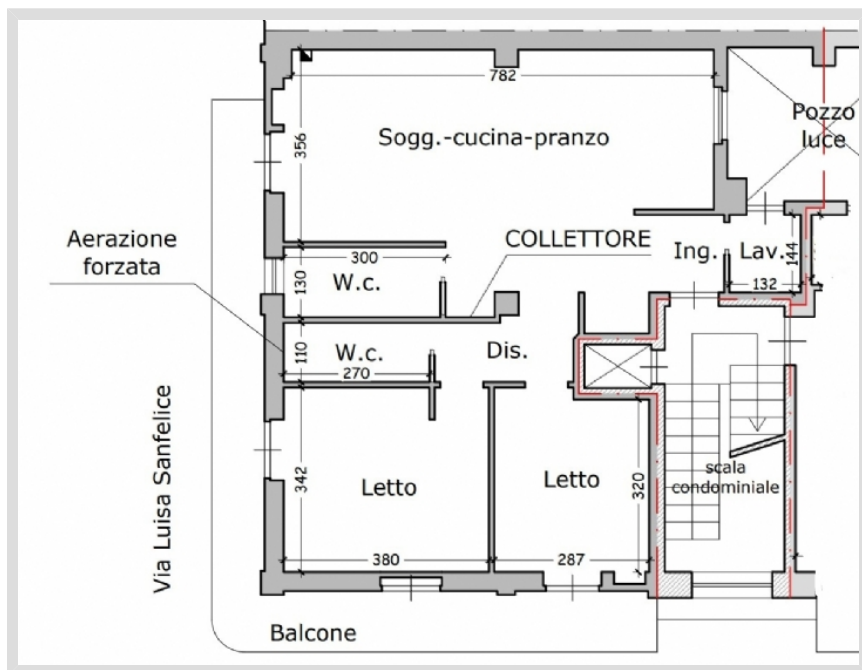 782
Pozzo
luce
Sogg.-cucina-pranzo
356
Aerazione
forzata
300
COLLETTORE
Ing.
Lav.
144
132
130
W.c.
110
W.c.
270
Dis.
Via Luisa Sanfelice
342
Letto
380
Letto
320
287
scala
condominiale
Balcone